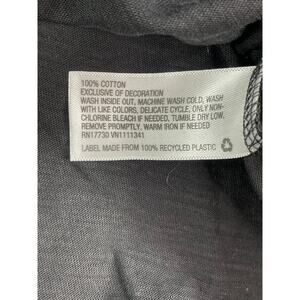 100% COTTON
EXCLUSIVE OF DECORATION
WASH INSIDE OUT, MACHINE WASH COLD, WASH
WITH LIKE COLORS, DELICATE CYCLE, ONLY NON-
CHLORINE BLEACH IF NEEDED, TUMBLE DRY LOW,
REMOVE PROMPTLY, WARM IRON IF NEEDED.
RN17730 VN1111341
LABEL MADE FROM 100% RECYCLED PLASTIC